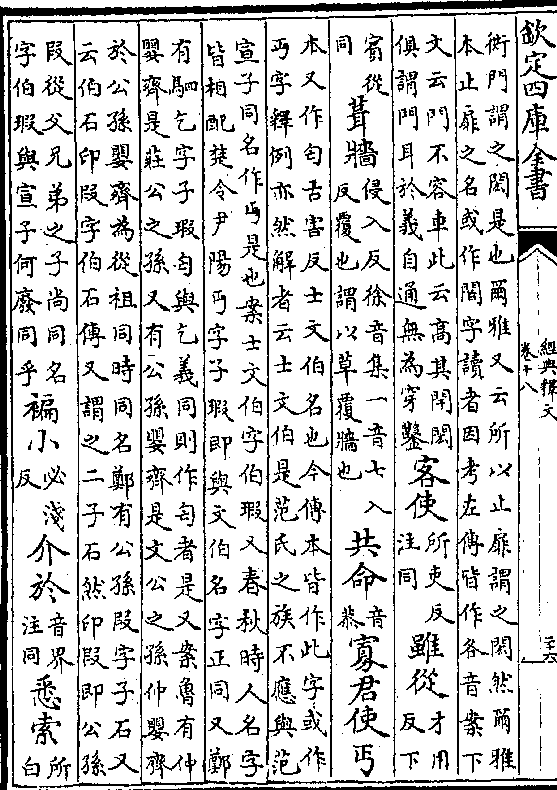 欽定四庫全書
經典釋文
卷十八
衖門謂之閎是也爾雅又云所以止扉謂之閎然爾雅
本止扉之名或作閣字讀者因考左傳皆作各音案下
文云門不容車此云高其閈閎
俱謂門耳於義自通無為穿鑿客使所吏反注同雖從才用反下
賓從同葺牆侵入反徐音集一音七入反覆也謂以草覆牆也共命音恭寡君使丐
本又作匄古害反士文伯名也今傳本皆作此字或作
丏字釋例亦然解者云士文伯是范氏之族不應與范
宣子同名作丏是也案士文伯字伯瑕又春秋時人名字
皆相配楚令尹陽丏字子瑕即與文伯名字正同又鄭
有駟乞字子瑕匄與乞義同則作匄者是又案魯有仲
嬰齊是莊公之孫又有公孫嬰齊是文公之孫仲嬰齊
於公孫嬰齊為從祖同時同名鄭有公孫段字子石又
云伯石印段字伯石傳又謂之二子石然印段即公孫
段從父兄弟之子尚同名
字伯瑕與宣子何廢同乎褊小必淺反介於音界注同悉索所白